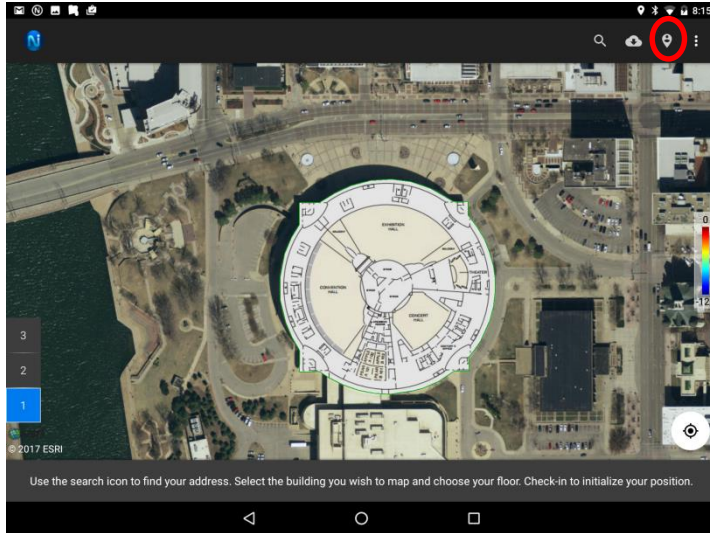 8:15
EXHIBITION
HALL
THEATER
CONVENTION
HALL
CONCERT
HALL
0
-12
3
2
1
© 2017 ESRI
Use the search icon to find your address. Select the building you wish to map and choose your floor. Check-in to initialize your position.